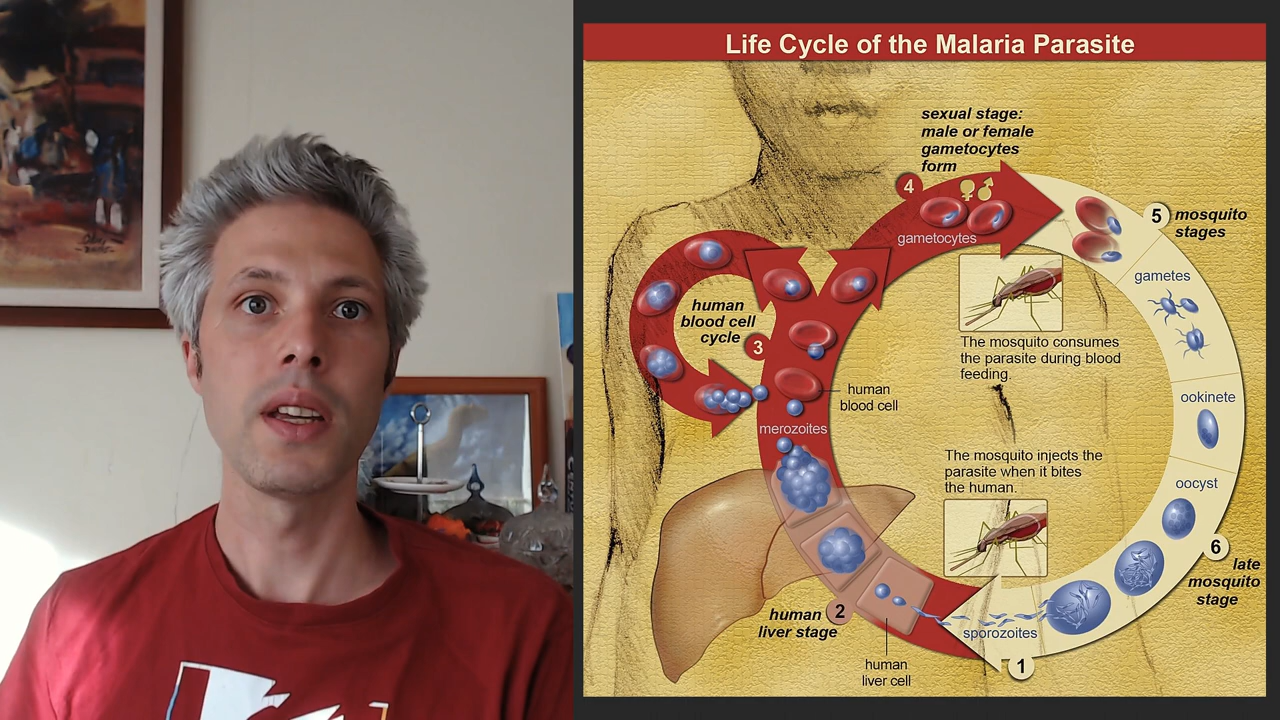 Life Cycle of the Malaria Parasite
sexual stage:
male or female
gametocytes
form
4
gametocytes
5
mosquito
stages
gametes
human
blood cell
cycle
3
The mosquito consumes
the parasite during blood
feeding.
human
blood cell
ookinete
merozoites
The mosquito injects the
parasite when it bites
the human.
oocyst
6
late
mosquito
stage
2
human
liver stage
sporozoites
1
human
liver cell